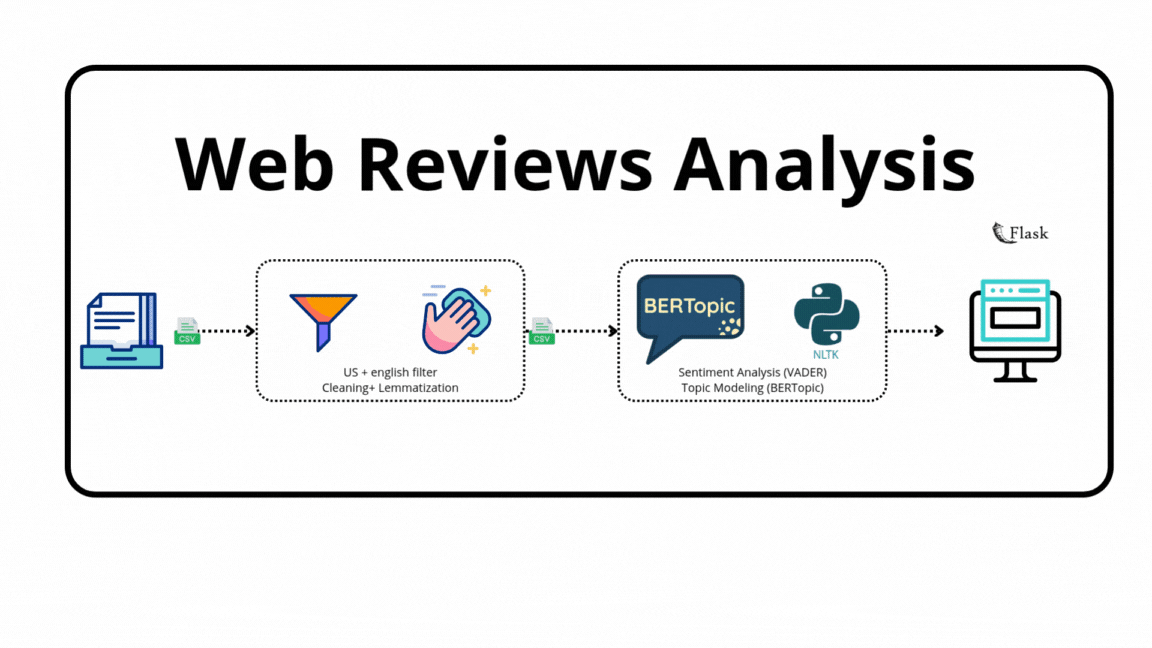 Web Reviews Analysis
Flask
CSV
CSV
BERTopic
NLTK
US + english filter
Cleaning+ Lemmatization
Sentiment Analysis (VADER)
Topic Modeling (BERTopic)